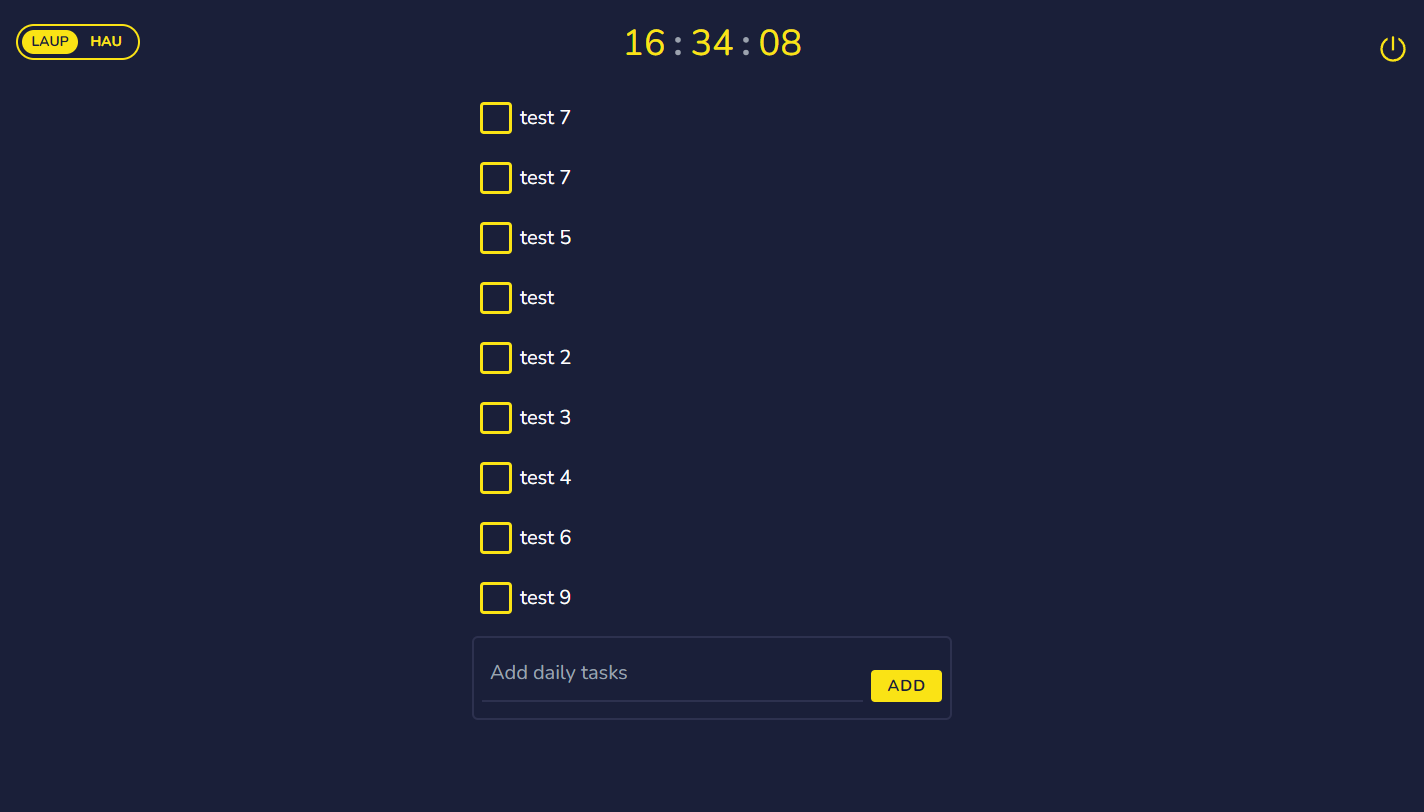 LAUP HAU
16 : 34 : 08
test 7
test 7
test 5
test
test 2
test 3
test 4
test 6
test 9
Add daily tasks
ADD